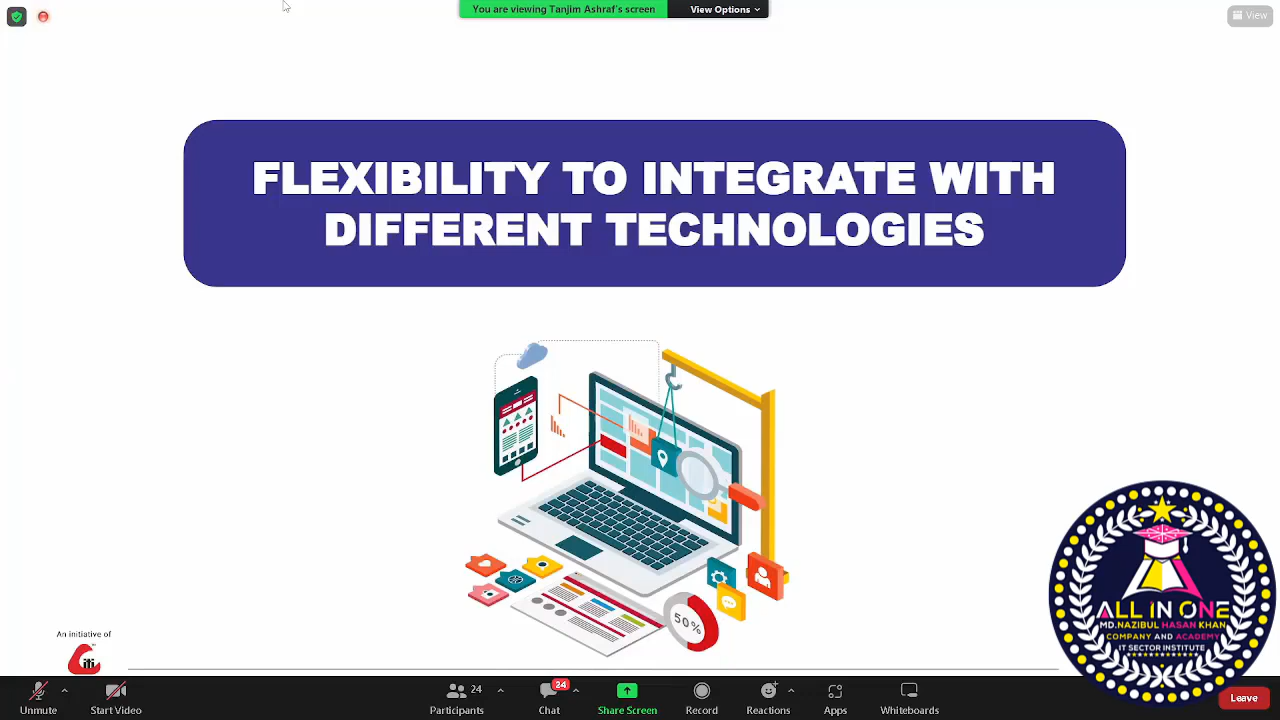 You are viewing Tanjim Ashraf's screen
View Options
View
FLEXIBILITY TO INTEGRATE WITH
DIFFERENT TECHNOLOGIES
50%
An initiative of
ALL IN ONE
MD.NAZIBUL HASAN KHAN
COMPANY AND ACADEMY
IT SECTOR INSTITUTE
Unmute
Start Video
24
Participants
24
Chat
Share Screen
Record
Reactions
Apps
Whiteboards
Leave